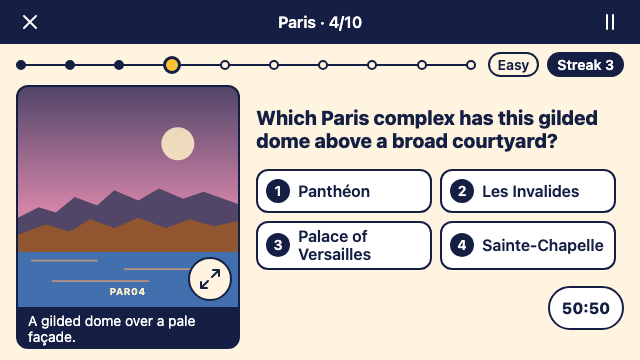 Paris · 4/10
Easy
Streak 3
PAR04
A gilded dome over a pale
façade.
Which Paris complex has this gilded
dome above a broad courtyard?
1 Panthéon
2 Les Invalides
3 Palace of
Versailles
4 Sainte-Chapelle
50:50